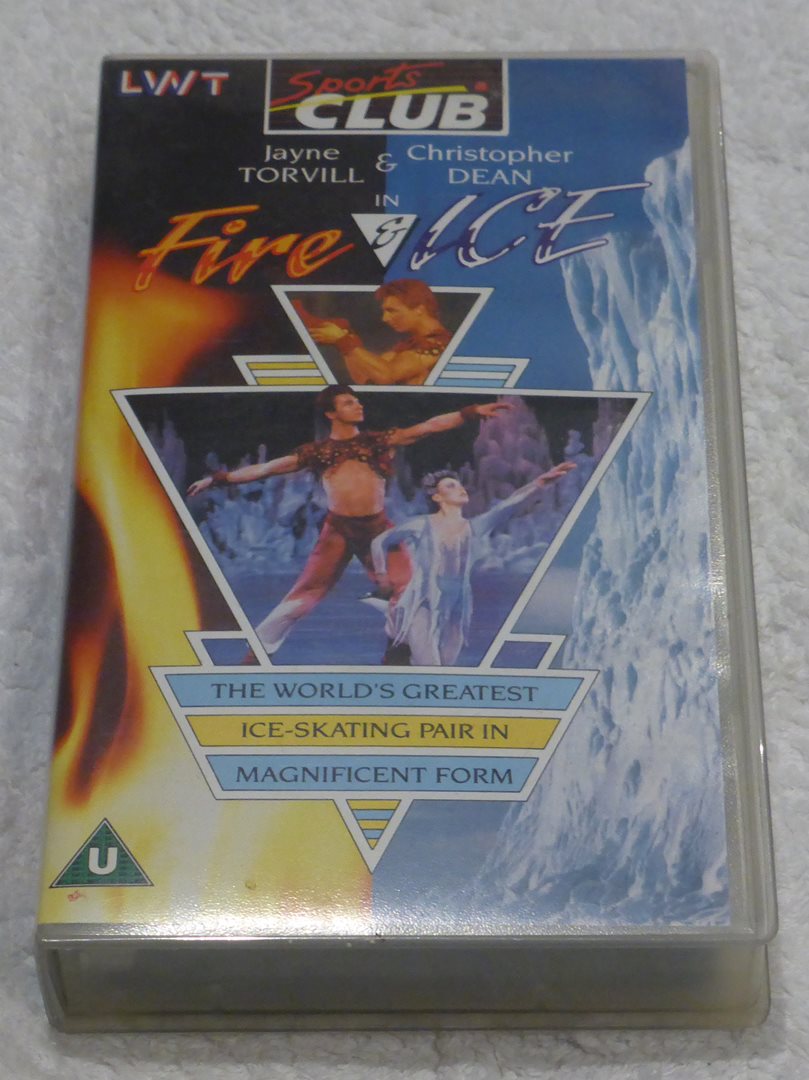 LWT
Sports
CLUB
Jayne & Christopher
TORVILL DEAN
IN
Fire & ICE
THE WORLD'S GREATEST
ICE-SKATING PAIR IN
MAGNIFICENT FORM
U